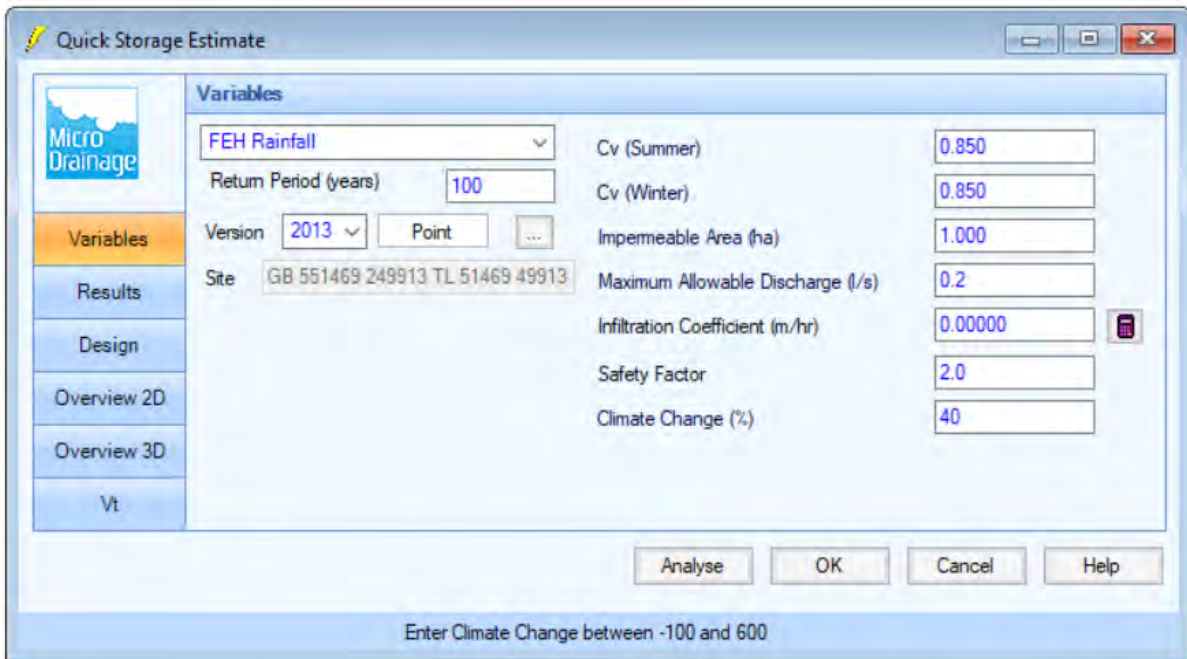 Quick Storage Estimate
Micro
Drainage
Variables
Results
Design
Overview 2D
Overview 3D
Vt
Variables
FEH Rainfall
Return Period (years) 100
Version 2013 Point ...
Site GB 551469 249913 TL 51469 49913
Cv (Summer) 0.850
Cv (Winter) 0.850
Impermeable Area (ha) 1.000
Maximum Allowable Discharge (l/s) 0.2
Infiltration Coefficient (m/hr) 0.00000
Safety Factor 2.0
Climate Change (%) 40
Analyse OK Cancel Help
Enter Climate Change between -100 and 600